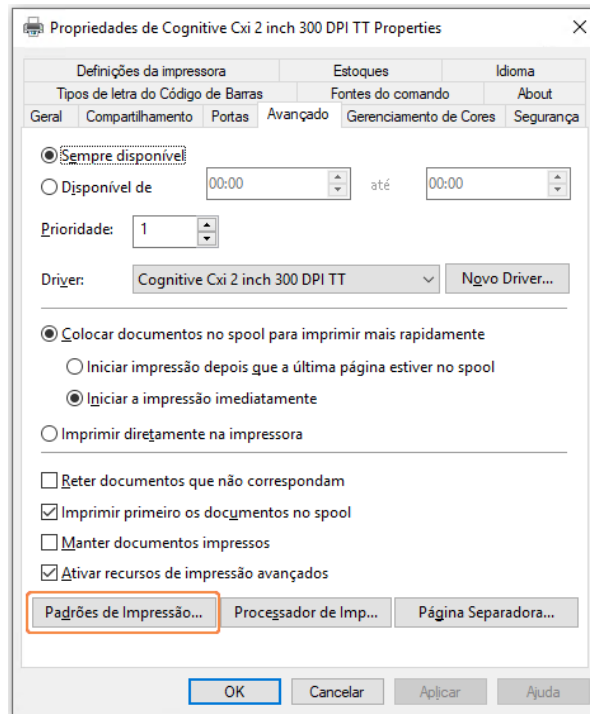 Propriedades de Cognitive Cxi 2 inch 300 DPI TT Properties
Definições da impressora Estoques Idioma
Tipos de letra do Código de Barras Fontes do comando About
Geral Compartilhamento Portas Avançado Gerenciamento de Cores Segurança
Sempre disponível
Disponível de 00:00 até 00:00
Prioridade: 1
Driver: Cognitive Cxi 2 inch 300 DPI TT Novo Driver...
Colocar documentos no spool para imprimir mais rapidamente
Iniciar impressão depois que a última página estiver no spool
Iniciar a impressão imediatamente
Imprimir diretamente na impressora
Reter documentos que não correspondam
Imprimir primeiro os documentos no spool
Manter documentos impressos
Ativar recursos de impressão avançados
Padrões de Impressão... Processador de Imp... Página Separadora...
OK Cancelar Aplicar Ajuda